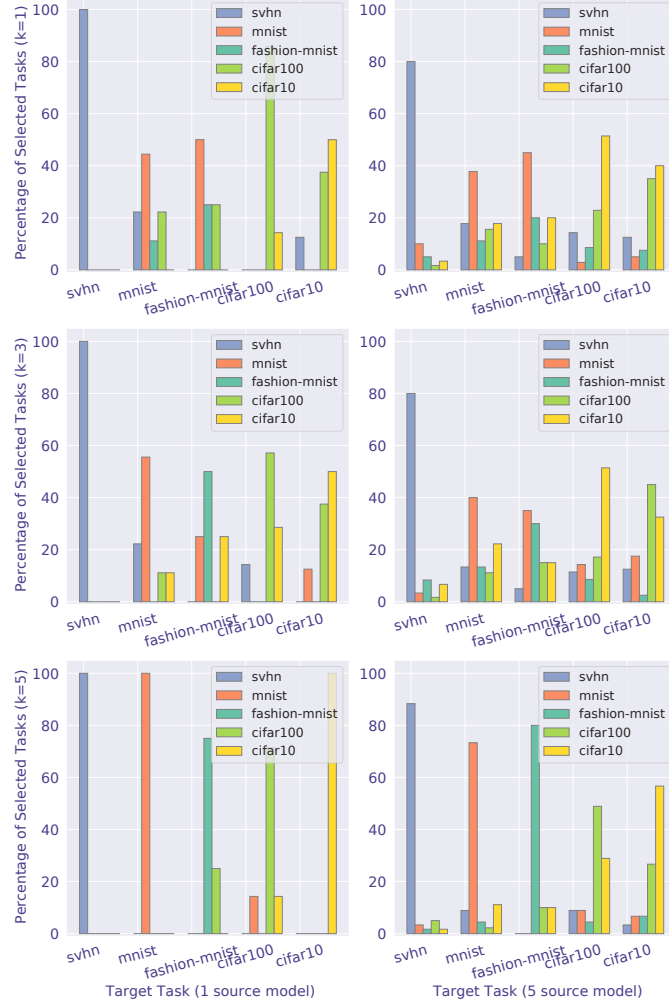 Percentage of Selected Tasks (k=1)
100
80
60
40
20
0
svhn
mnist
fashion-mnist
cifar100
cifar10
svhn
mnist
fashion-mnist
cifar100
cifar10
100
80
60
40
20
0
svhn
mnist
fashion-mnist
cifar100
cifar10
svhn
mnist
fashion-mnist
cifar100
cifar10
Percentage of Selected Tasks (k=3)
100
80
60
40
20
0
svhn
mnist
fashion-mnist
cifar100
cifar10
svhn
mnist
fashion-mnist
cifar100
cifar10
100
80
60
40
20
0
svhn
mnist
fashion-mnist
cifar100
cifar10
svhn
mnist
fashion-mnist
cifar100
cifar10
Percentage of Selected Tasks (k=5)
80
60
40
20
0
svhn
mnist
fashion-mnist
cifar100
cifar10
svhn
mnist
fashion-mnist
cifar100
cifar10
Target Task (1 source model)
100
80
60
40
20
0
svhn
mnist
fashion-mnist
cifar100
cifar10
svhn
mnist
fashion-mnist
cifar100
cifar10
Target Task (5 source model)